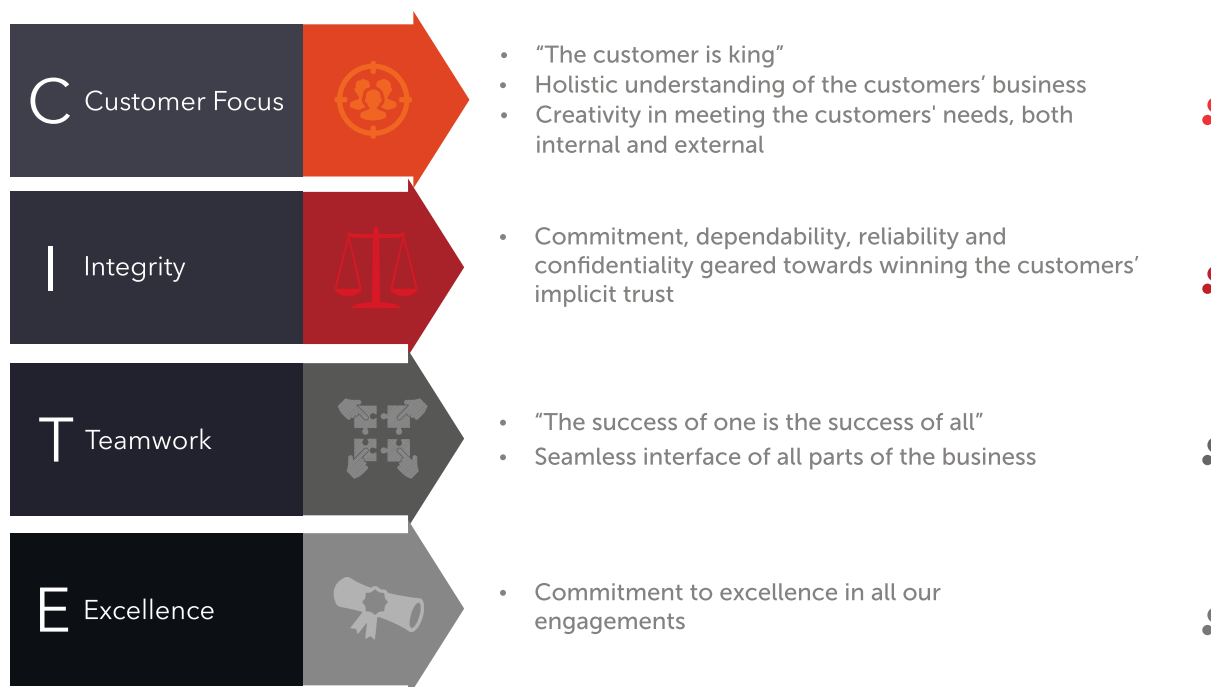 C Customer Focus
• “The customer is king”
• Holistic understanding of the customers’ business
• Creativity in meeting the customers' needs, both
internal and external
I Integrity
• Commitment, dependability, reliability and
confidentiality geared towards winning the customers’
implicit trust
T Teamwork
• “The success of one is the success of all”
• Seamless interface of all parts of the business
E Excellence
• Commitment to excellence in all our
engagements